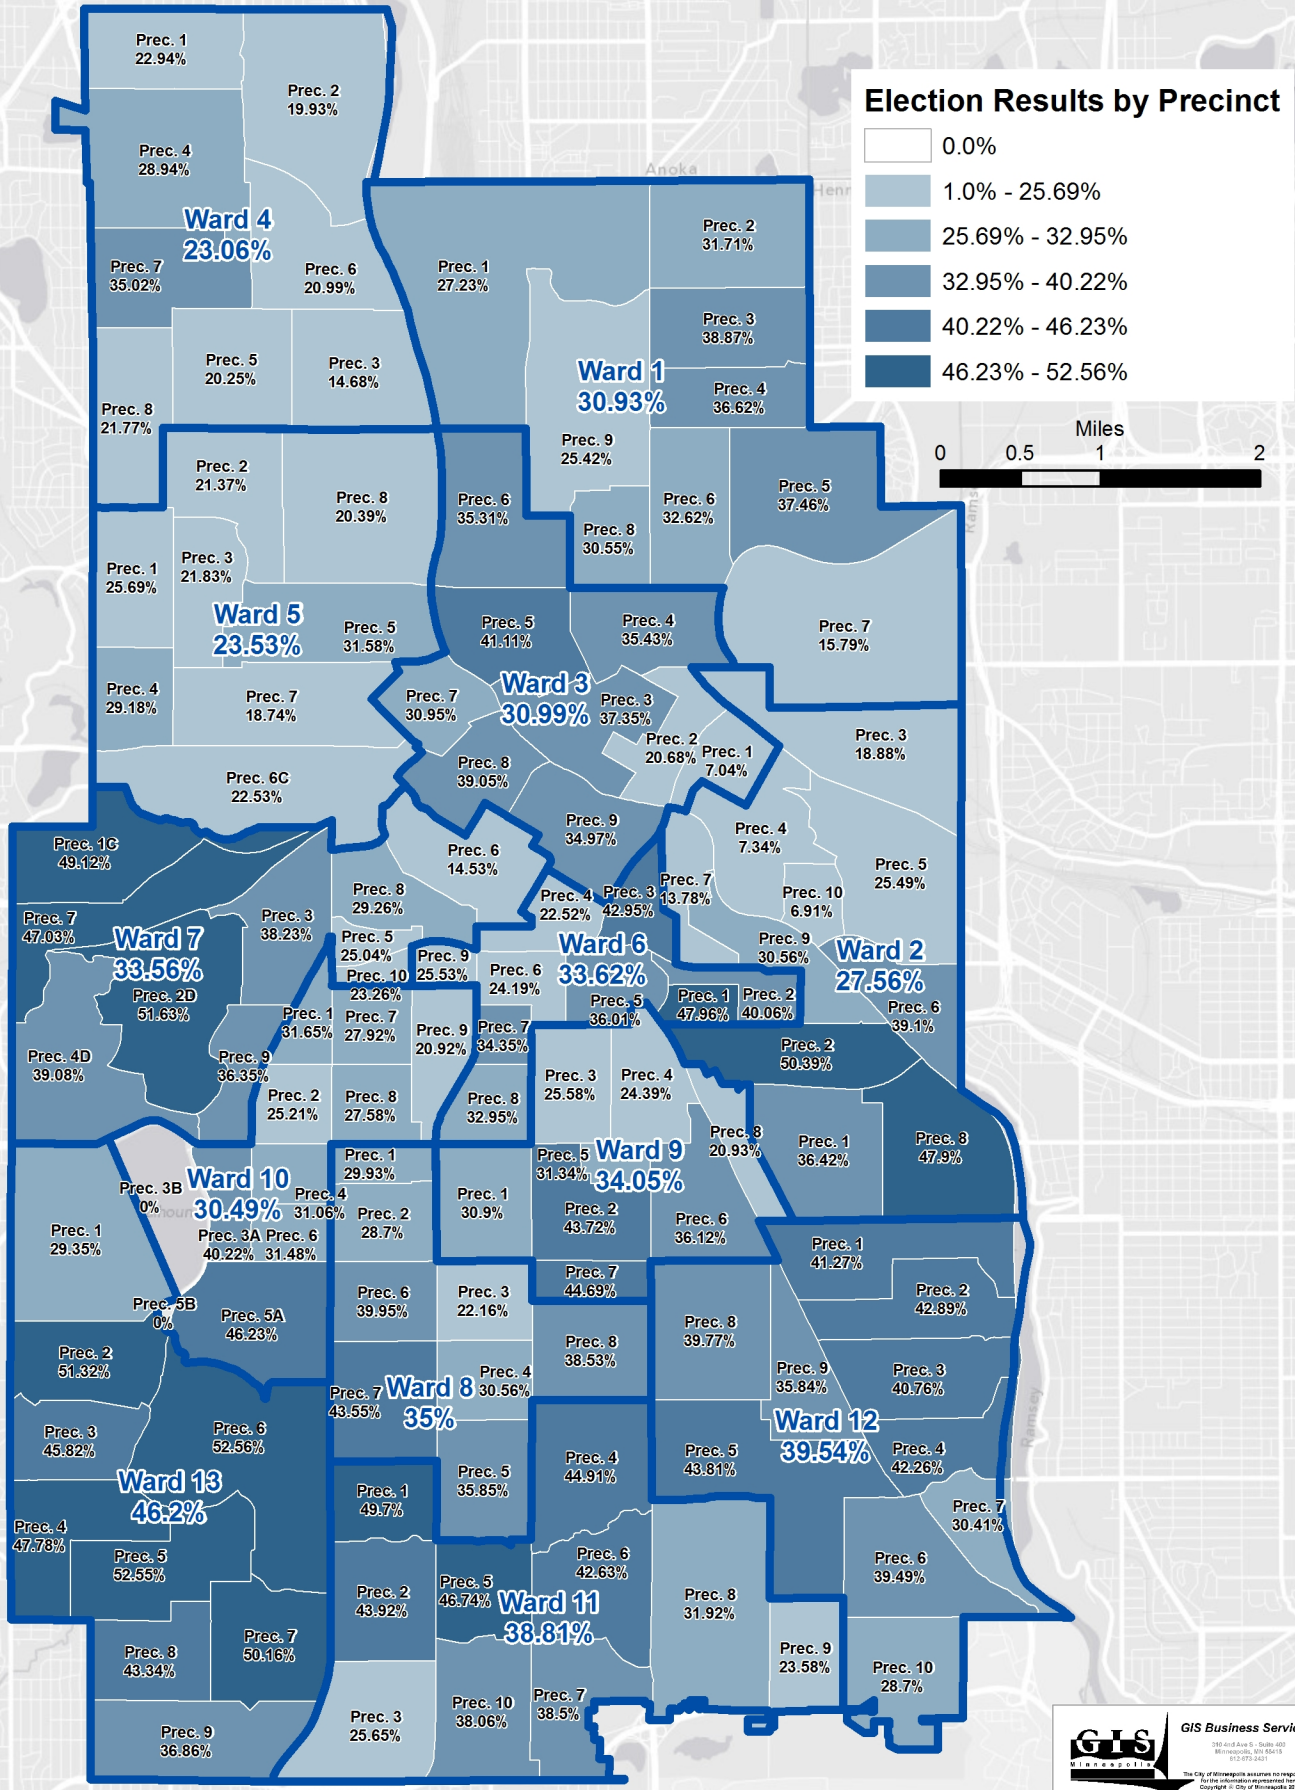 Election Results by Precinct
0.0%
1.0% - 25.69%
25.69% - 32.95%
32.95% - 40.22%
40.22% - 46.23%
46.23% - 52.56%
Miles
0 0.5 1 2
Anoka
Henn
Rams
Ramsey
Ward 4
23.06%
Prec. 1
22.94%
Prec. 2
19.93%
Prec. 4
28.94%
Prec. 7
35.02%
Prec. 6
20.99%
Prec. 5
20.25%
Prec. 3
14.68%
Prec. 8
21.77%
Ward 1
30.93%
Prec. 1
27.23%
Prec. 2
31.71%
Prec. 3
38.87%
Prec. 4
36.62%
Prec. 9
25.42%
Prec. 8
30.55%
Prec. 6
32.62%
Prec. 5
37.46%
Prec. 7
15.79%
Ward 5
23.53%
Prec. 2
21.37%
Prec. 8
20.39%
Prec. 1
25.69%
Prec. 3
21.83%
Prec. 5
31.58%
Prec. 4
29.18%
Prec. 7
18.74%
Prec. 6C
22.53%
Ward 3
30.99%
Prec. 6
35.31%
Prec. 5
41.11%
Prec. 4
35.43%
Prec. 7
30.95%
Prec. 3
37.35%
Prec. 2
20.68%
Prec. 1
7.04%
Prec. 8
39.05%
Prec. 9
34.97%
Ward 2
27.56%
Prec. 3
18.88%
Prec. 4
7.34%
Prec. 5
25.49%
Prec. 7
13.78%
Prec. 10
6.91%
Prec. 9
30.56%
Prec. 6
39.1%
Prec. 2
50.39%
Prec. 1
36.42%
Prec. 8
47.9%
Ward 7
33.56%
Prec. 1C
49.12%
Prec. 7
47.03%
Prec. 3
38.23%
Prec. 2D
51.63%
Prec. 4D
39.08%
Prec. 9
36.35%
Prec. 8
29.26%
Prec. 6
14.53%
Prec. 5
25.04%
Prec. 10
23.26%
Ward 6
33.62%
Prec. 4
22.52%
Prec. 3
42.95%
Prec. 9
25.53%
Prec. 6
24.19%
Prec. 5
36.01%
Prec. 1
47.96%
Prec. 2
40.06%
Prec. 7
34.35%
Prec. 8
32.95%
Ward 10
30.49%
Prec. 1
31.65%
Prec. 7
27.92%
Prec. 9
20.92%
Prec. 2
25.21%
Prec. 8
27.58%
Prec. 3B
0%
houn
Prec. 4
31.06%
Prec. 3A
40.22%
Prec. 6
31.48%
Prec. 5B
0%
Prec. 5A
46.23%
Ward 9
34.05%
Prec. 3
25.58%
Prec. 4
24.39%
Prec. 8
20.93%
Prec. 5
31.34%
Prec. 1
30.9%
Prec. 2
43.72%
Prec. 6
36.12%
Prec. 7
44.69%
Ward 8
35%
Prec. 1
29.93%
Prec. 2
28.7%
Prec. 6
39.95%
Prec. 3
22.16%
Prec. 8
38.53%
Prec. 7
43.55%
Prec. 4
30.56%
Prec. 5
35.85%
Ward 12
39.54%
Prec. 1
41.27%
Prec. 2
42.89%
Prec. 8
39.77%
Prec. 9
35.84%
Prec. 3
40.76%
Prec. 5
43.81%
Prec. 4
42.26%
Prec. 7
30.41%
Prec. 6
39.49%
Prec. 10
28.7%
Ward 13
46.2%
Prec. 1
29.35%
Prec. 2
51.32%
Prec. 3
45.82%
Prec. 6
52.56%
Prec. 4
47.78%
Prec. 5
52.55%
Prec. 8
43.34%
Prec. 7
50.16%
Prec. 9
36.86%
Ward 11
38.81%
Prec. 1
49.7%
Prec. 4
44.91%
Prec. 2
43.92%
Prec. 5
46.74%
Prec. 6
42.63%
Prec. 8
31.92%
Prec. 9
23.58%
Prec. 3
25.65%
Prec. 10
38.06%
Prec. 7
38.5%
GIS
Minneapolis
GIS Business Servic
Minneapolis, MN 55415
The City of Minneapolis assumes no respo
for the information represented her
Copyright © City of Minneapolis 20